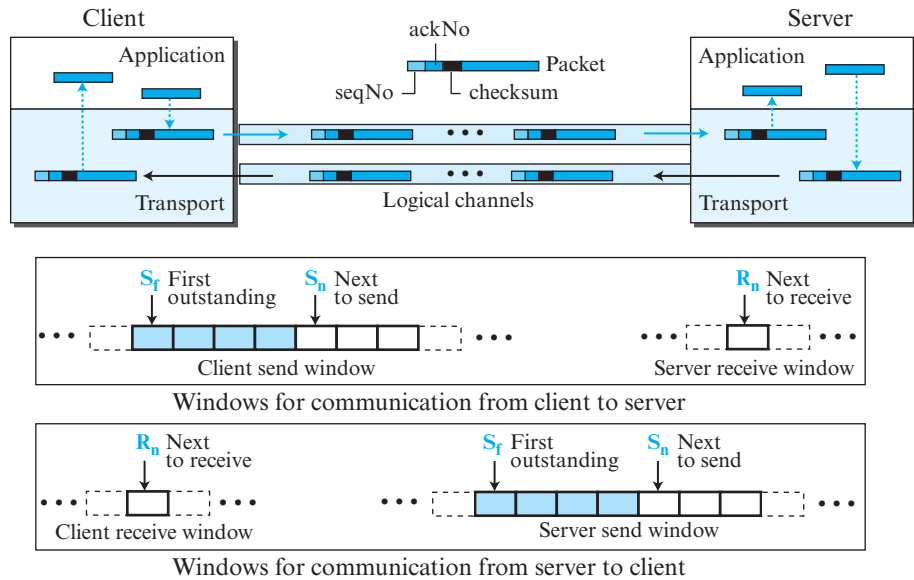 Client
Server
ackNo
Application
Application
Packet
seqNo
checksum
Transport
Logical channels
Transport
Sf First outstanding
Sn Next to send
Rn Next to receive
Client send window
Server receive window
Windows for communication from client to server
Rn Next to receive
Sf First outstanding
Sn Next to send
Client receive window
Server send window
Windows for communication from server to client